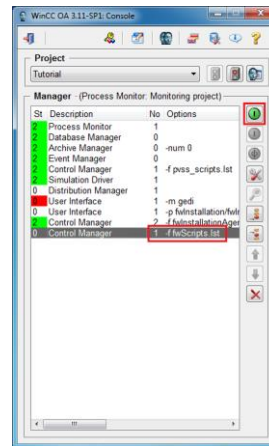 WinCC OA 3.11-SP1: Console
Project
Tutorial
Manager - (Process Monitor: Monitoring project)
St Description No Options
2 Process Monitor 1
2 Database Manager 0
2 Archive Manager 0 -num 0
2 Event Manager 0
2 Control Manager 1 -f pvss_scripts.lst
2 Simulation Driver 1
0 Distribution Manager 1
User Interface 1 -m gedi
0 User Interface 1 -p fwInstallation/fwIn
2 Control Manager 2 -f fwInstallationAgen
0 Control Manager 1 -f fwScripts.lst